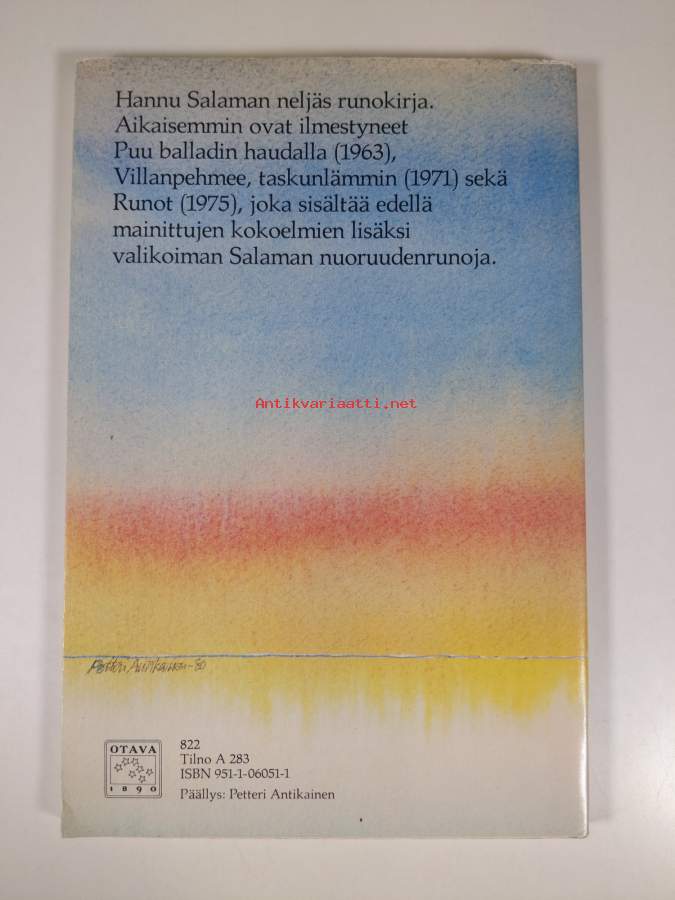 Hannu Salaman neljäs runokirja.
Aikaisemmin ovat ilmestyneet
Puu balladin haudalla (1963),
Villanpehmee, taskunlämmin (1971) sekä
Runot (1975), joka sisältää edellä
mainittujen kokoelmien lisäksi
valikoiman Salaman nuoruudenrunoja.
Antikvariaatti.net
Petteri Antikainen -80
OTAVA
1890
822
Tilno A 283
ISBN 951-1-06051-1
Päällys: Petteri Antikainen